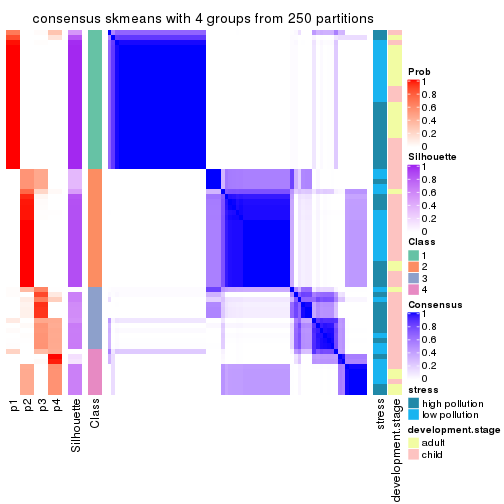 consensus skmeans with 4 groups from 250 partitions
Prob
1
0.8
0.6
0.4
0.2
0
Silhouette
1
0.8
0.6
0.4
0.2
0
Class
1
2
3
4
Consensus
1
0.8
0.6
0.4
0.2
0
stress
high pollution
low pollution
development.stage
adult
child
p1
p2
p3
p4
Silhouette
Class
stress
development.stage